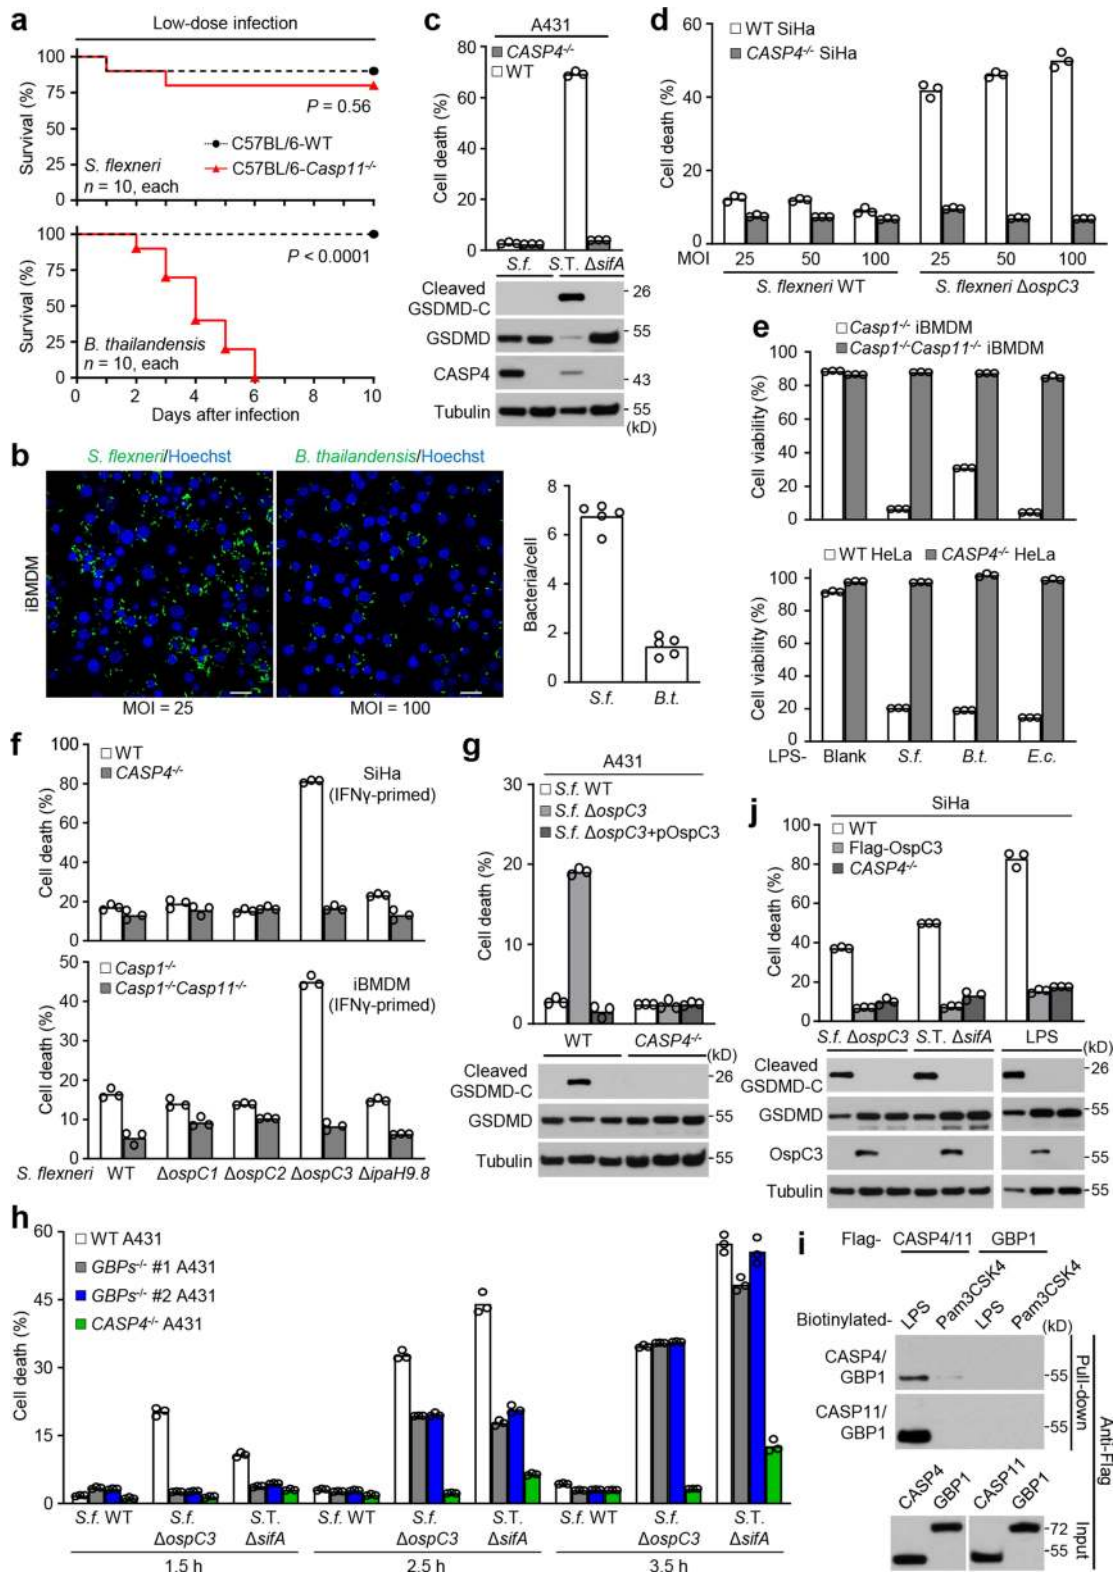 a
Low-dose infection
100
75
50
25
0
Survival (%)
P = 0.56
C57BL/6-WT
C57BL/6-Casp11-/-
S. flexneri
n = 10, each
100
75
50
25
0
Survival (%)
P < 0.0001
B. thailandensis
n = 10, each
0 2 4 6 8 10
Days after infection
b
S. flexneri/Hoechst
B. thailandensis/Hoechst
iBMDM
MOI = 25
MOI = 100
Bacteria/cell
8
6
4
2
0
S.f. B.t.
c
A431
CASP4-/-
WT
Cell death (%)
80
60
40
20
0
S.f. S.T. ΔsifA
Cleaved
GSDMD-C
26
GSDMD
55
CASP4
43
Tubulin
55
(kD)
d
WT SiHa
CASP4-/- SiHa
Cell death (%)
60
40
20
0
MOI 25 50 100 25 50 100
S. flexneri WT
S. flexneri ΔospC3
e
Casp1-/- iBMDM
Casp1-/-Casp11-/- iBMDM
Cell viability (%)
100
80
60
40
20
0
WT HeLa CASP4-/- HeLa
Cell viability (%)
100
80
60
40
20
0
LPS- Blank S.f. B.t. E.c.
f
WT
CASP4-/-
SiHa
(IFNγ-primed)
Cell death (%)
100
80
60
40
20
0
Casp1-/-
Casp1-/-Casp11-/-
iBMDM
(IFNγ-primed)
Cell death (%)
50
40
30
20
10
0
S. flexneri WT ΔospC1 ΔospC2 ΔospC3 ΔipaH9.8
g
A431
S.f. WT
S.f. ΔospC3
S.f. ΔospC3+pOspC3
Cell death (%)
30
20
10
0
WT CASP4-/- (kD)
Cleaved
GSDMD-C
26
GSDMD
55
Tubulin
55
j
SiHa
WT
Flag-OspC3
CASP4-/-
Cell death (%)
100
80
60
40
20
0
S.f. ΔospC3 S.T. ΔsifA LPS (kD)
Cleaved
GSDMD-C
26
GSDMD
55
OspC3
55
Tubulin
55
h
WT A431
GBPs-/- #1 A431
GBPs-/- #2 A431
CASP4-/- A431
Cell death (%)
60
45
30
15
0
S.f. WT S.f. ΔospC3 S.T. ΔsifA S.f. WT S.f. ΔospC3 S.T. ΔsifA S.f. WT S.f. ΔospC3 S.T. ΔsifA
1.5 h 2.5 h 3.5 h
i
Flag- CASP4/11 GBP1
Biotinylated- LPS Pam3CSK4 LPS Pam3CSK4 (kD)
CASP4/
GBP1
55
CASP11/
GBP1
55
Pull-down
CASP4 GBP1 CASP11 GBP1
72
55
Input
Anti-Flag